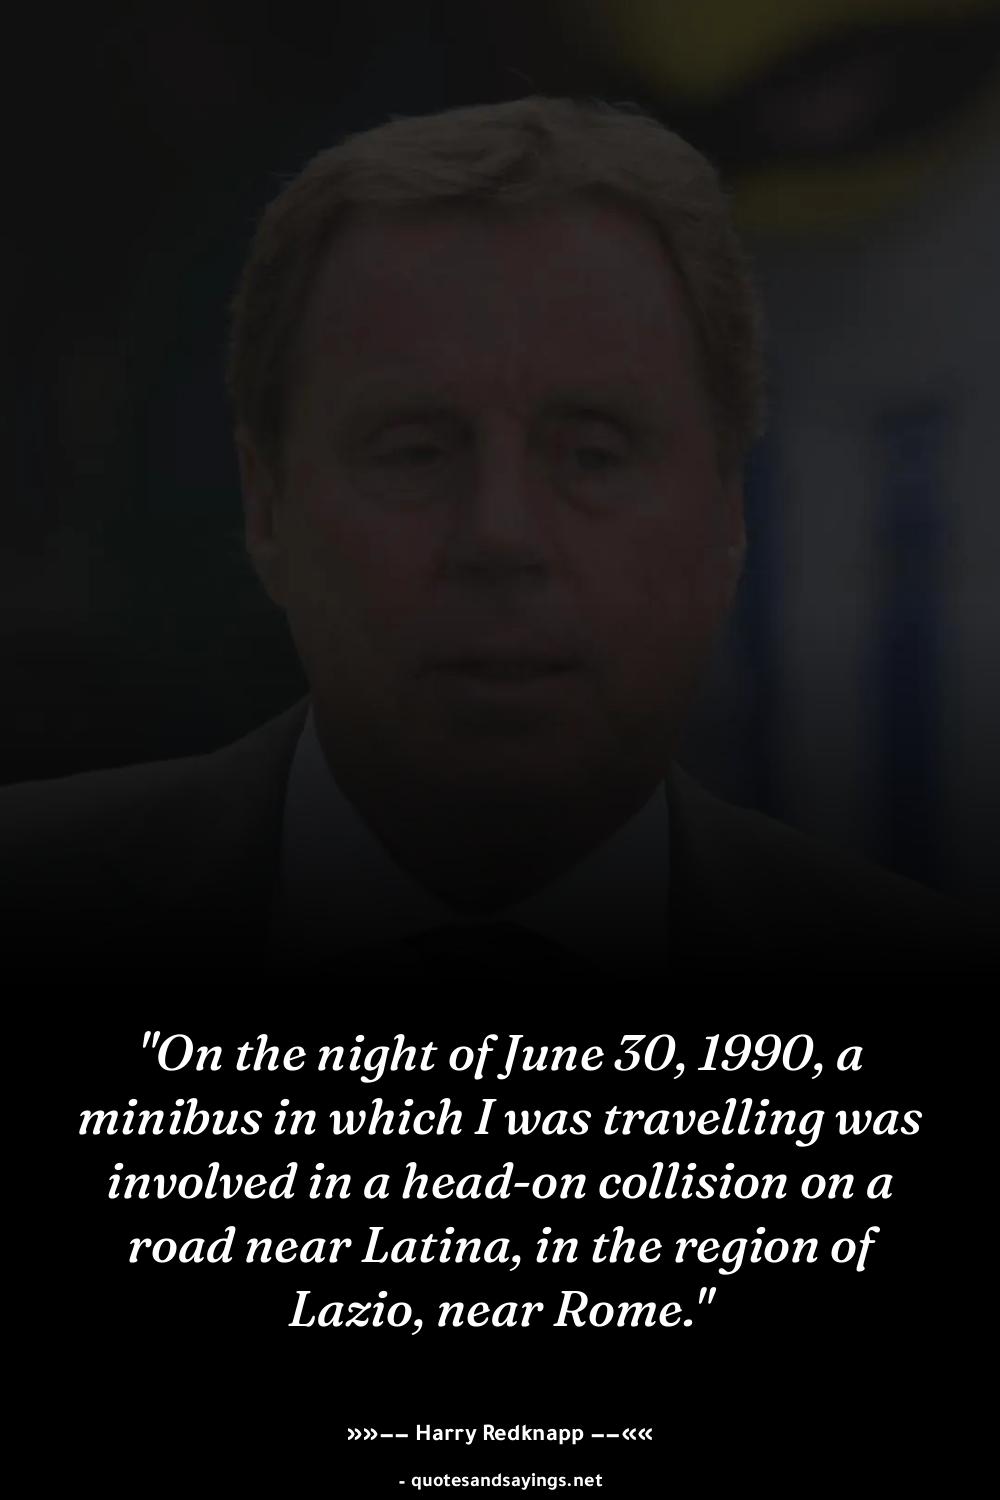 "On the night of June 30, 1990, a
minibus in which I was travelling was
involved in a head-on collision on a
road near Latina, in the region of
Lazio, near Rome."
»»−− Harry Redknapp −−««
- quotesandsayings.net